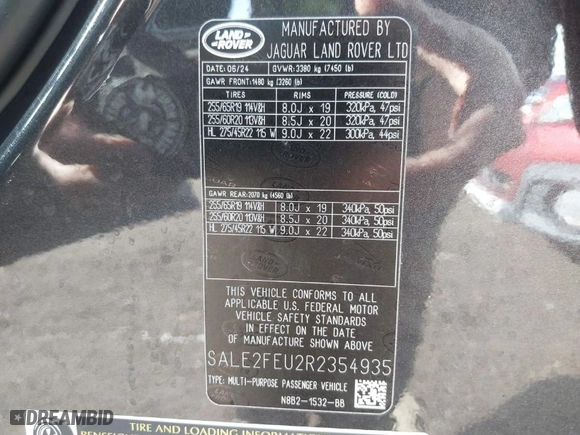 LAND ROVER
MANUFACTURED BY
JAGUAR LAND ROVER LTD
DATE: 06/24 GVWR: 3380 kg (7450 lb)
GAWR FRONT: 1480 kg (3260 lb)
TIRES RIMS PRESSURE (COLD)
255/65R19 114V&H 8.0J x 19 320kPa, 47psi
255/60R20 113V&H 8.5J x 20 320kPa, 47psi
HL 275/45R22 115 W 9.0J x 22 300kPa, 44psi
GAWR REAR: 2070 kg (4560 lb)
255/65R19 114V&H 8.0J x 19 340kPa, 50psi
255/60R20 113V&H 8.5J x 20 340kPa, 50psi
HL 275/45R22 115 W 9.0J x 22 340kPa, 50psi
THIS VEHICLE CONFORMS TO ALL
APPLICABLE U.S. FEDERAL MOTOR
VEHICLE SAFETY STANDARDS
IN EFFECT ON THE DATE OF
MANUFACTURE SHOWN ABOVE
SALE2FEU2R2354935
TYPE: MULTI-PURPOSE PASSENGER VEHICLE
N8B2-1532-BB
DREAMBID.COM
TIRE AND LOADING